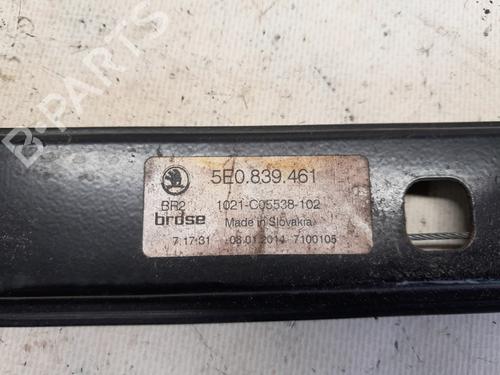 B-PARTS
5E0.839.461
BR2
1021-C05538-102
brose
Made in Slovakia
7:17:31 08.01.2014 7100105